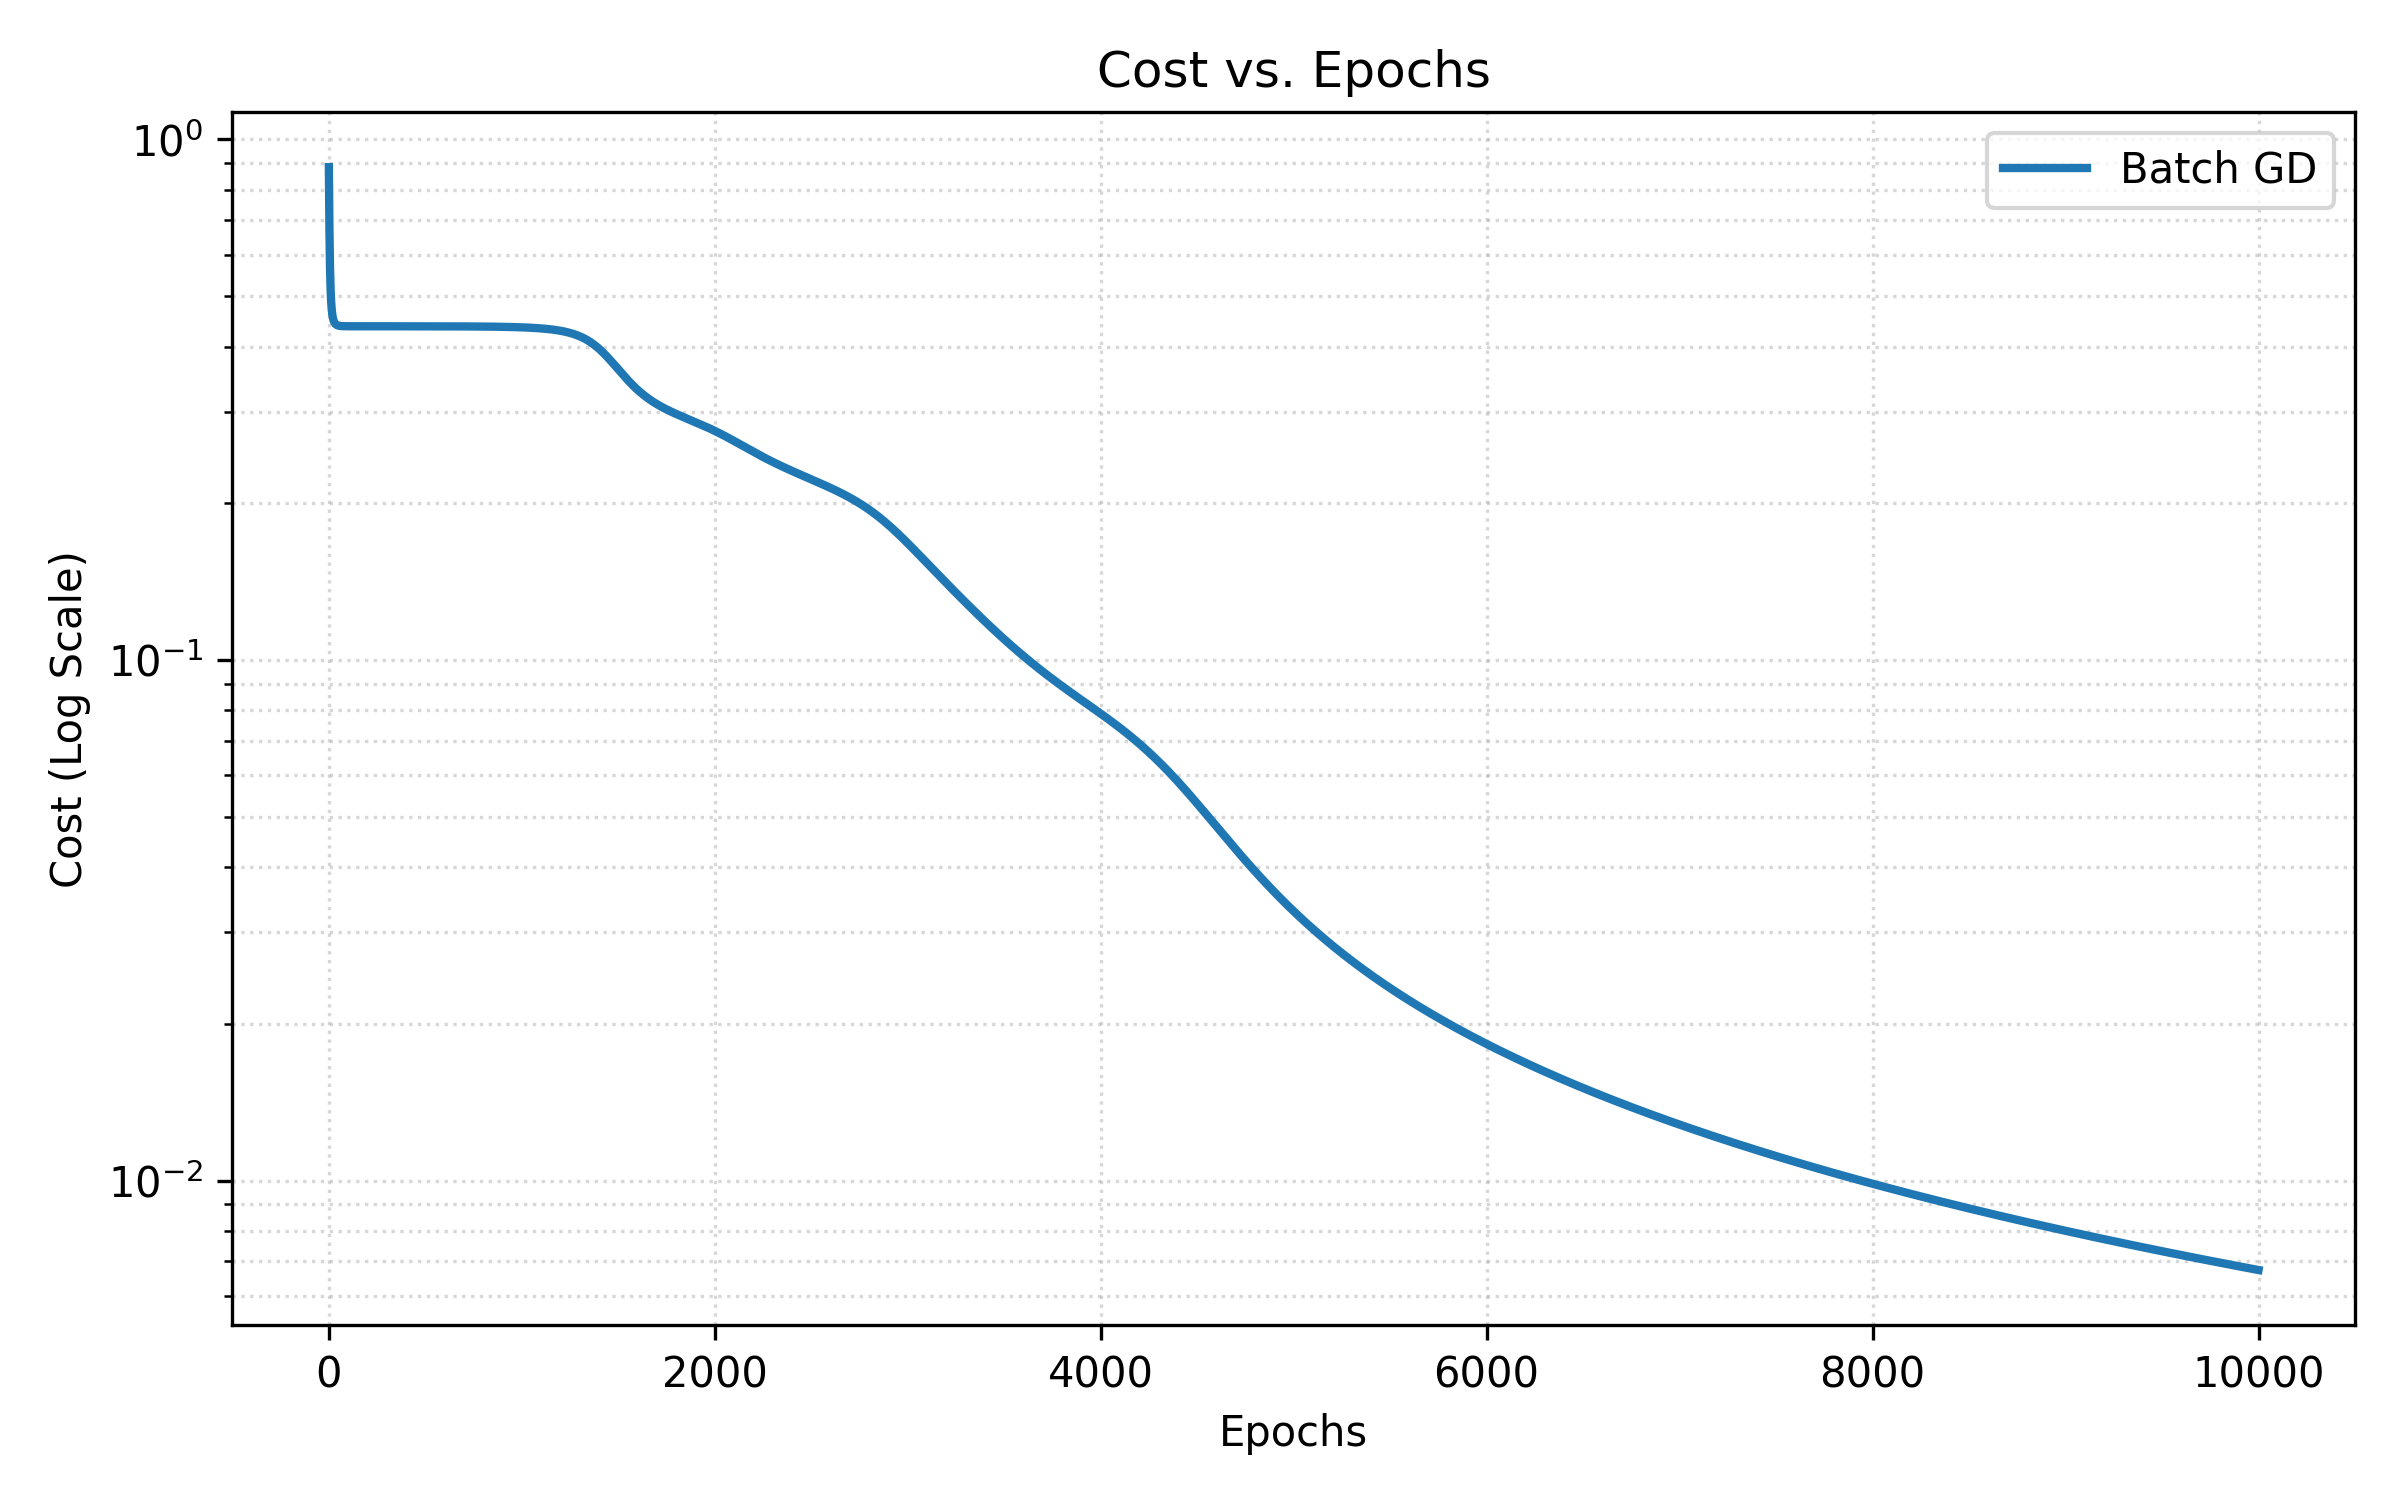 Cost vs. Epochs
10⁰
Batch GD
Cost (Log Scale)
10⁻¹
10⁻²
0 2000 4000 6000 8000 10000
Epochs